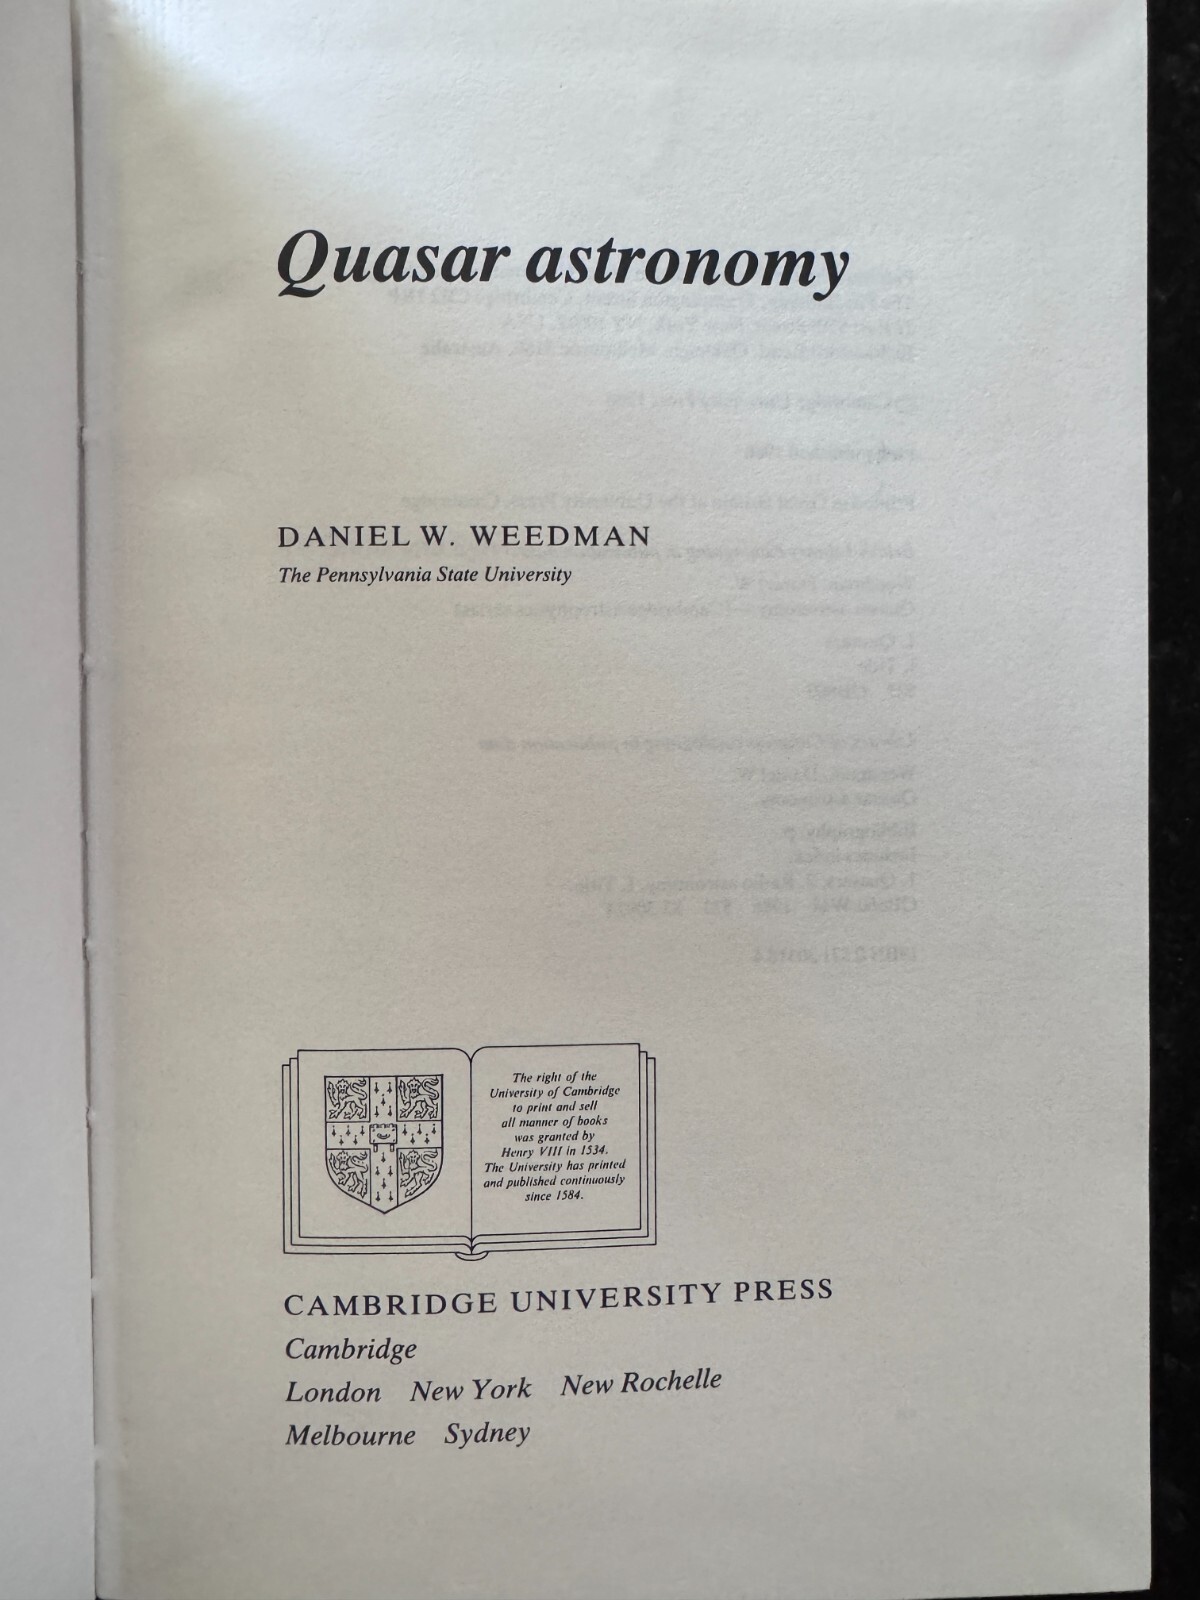 Quasar astronomy
DANIEL W. WEEDMAN
The Pennsylvania State University
The right of the
University of Cambridge
to print and sell
all manner of books
was granted by
Henry VIII in 1534.
The University has printed
and published continuously
since 1584.
CAMBRIDGE UNIVERSITY PRESS
Cambridge
London New York New Rochelle
Melbourne Sydney